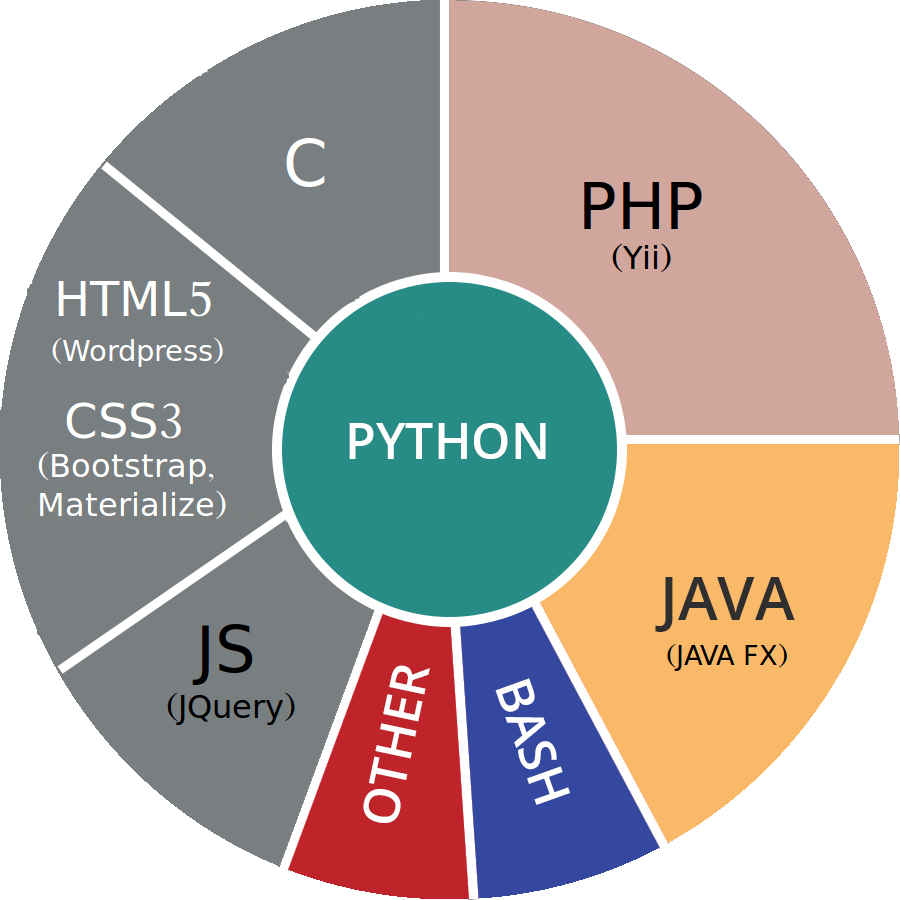 C
PHP
(Yii)
HTML5
(Wordpress)
CSS3
(Bootstrap,
Materialize)
PYTHON
JAVA
(JAVA FX)
JS
(JQuery)
OTHER
BASH